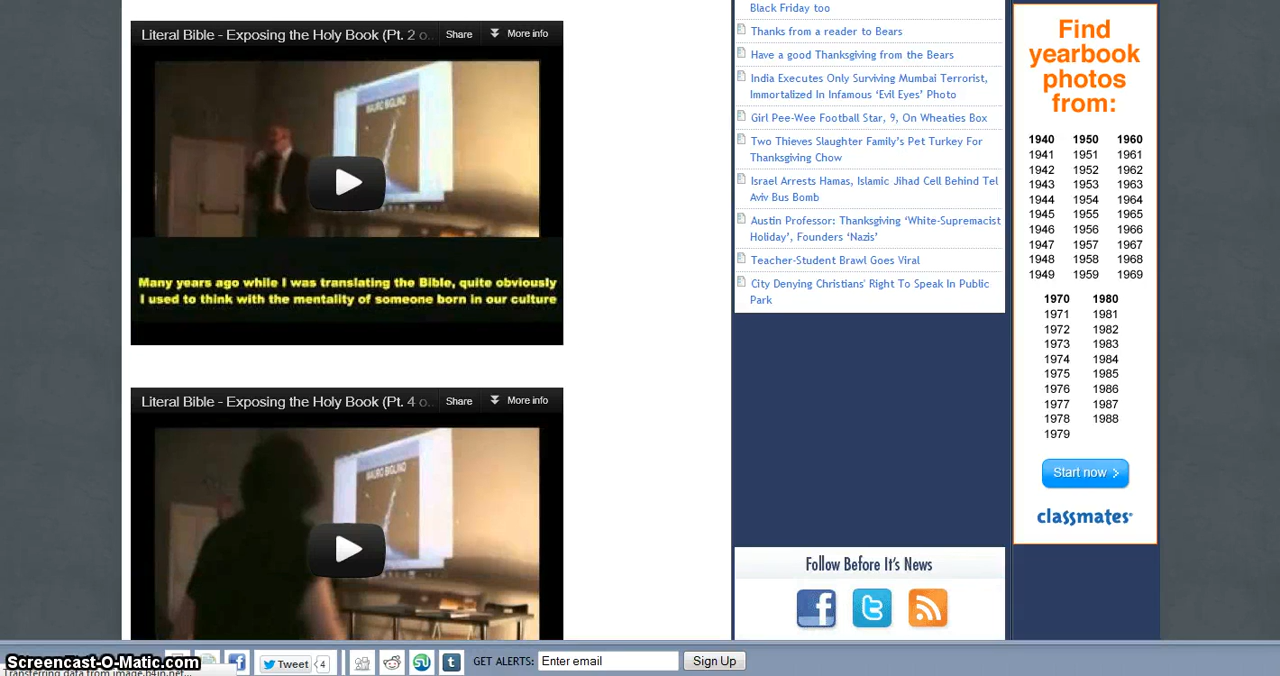 Literal Bible - Exposing the Holy Book (Pt. 2 o...
Share
More info
MAURO BIGLINO
Many years ago while I was translating the Bible, quite obviously
I used to think with the mentality of someone born in our culture
Literal Bible - Exposing the Holy Book (Pt. 4 o...
Share
More info
MAURO BIGLINO
Black Friday too
Thanks from a reader to Bears
Have a good Thanksgiving from the Bears
India Executes Only Surviving Mumbai Terrorist,
Immortalized In Infamous ‘Evil Eyes’ Photo
Girl Pee-Wee Football Star, 9, On Wheaties Box
Two Thieves Slaughter Family’s Pet Turkey For
Thanksgiving Chow
Israel Arrests Hamas, Islamic Jihad Cell Behind Tel
Aviv Bus Bomb
Austin Professor: Thanksgiving ‘White-Supremacist
Holiday’, Founders ‘Nazis’
Teacher-Student Brawl Goes Viral
City Denying Christians' Right To Speak In Public
Park
Follow Before It's News
Find
yearbook
photos
from:
1940 1950 1960
1941 1951 1961
1942 1952 1962
1943 1953 1963
1944 1954 1964
1945 1955 1965
1946 1956 1966
1947 1957 1967
1948 1958 1968
1949 1959 1969
1970 1980
1971 1981
1972 1982
1973 1983
1974 1984
1975 1985
1976 1986
1977 1987
1978 1988
1979
Start now >
classmates
Screencast-O-Matic.com
Tweet 4
GET ALERTS: Enter email Sign Up